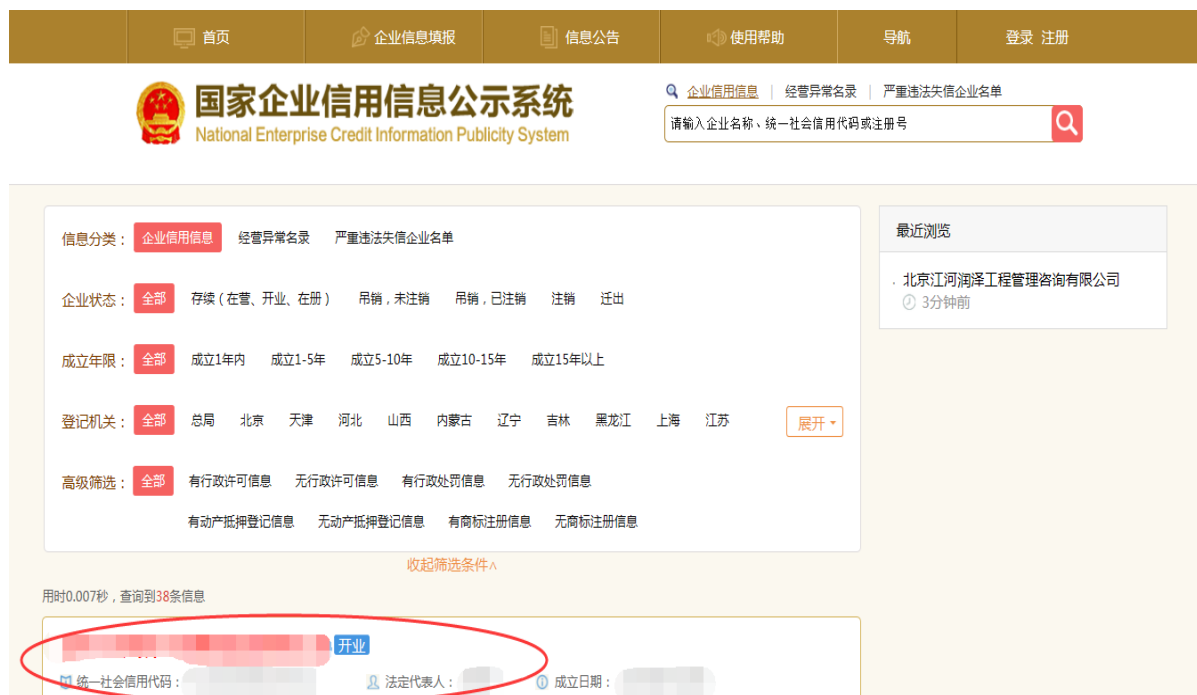 首页 企业信息填报 信息公告 使用帮助 导航 登录 注册
国家企业信用信息公示系统
National Enterprise Credit Information Publicity System
企业信用信息 | 经营异常名录 | 严重违法失信企业名单
请输入企业名称、统一社会信用代码或注册号
信息分类： 企业信用信息 经营异常名录 严重违法失信企业名单
企业状态： 全部 存续（在营、开业、在册） 吊销，未注销 吊销，已注销 注销 迁出
成立年限： 全部 成立1年内 成立1-5年 成立5-10年 成立10-15年 成立15年以上
登记机关： 全部 总局 北京 天津 河北 山西 内蒙古 辽宁 吉林 黑龙江 上海 江苏 展开
高级筛选： 全部 有行政许可信息 无行政许可信息 有行政处罚信息 无行政处罚信息
有动产抵押登记信息 无动产抵押登记信息 有商标注册信息 无商标注册信息
收起筛选条件∧
最近浏览
. 北京江河润泽工程管理咨询有限公司
3分钟前
用时0.007秒，查询到38条信息
开业
统一社会信用代码： 法定代表人： 成立日期：